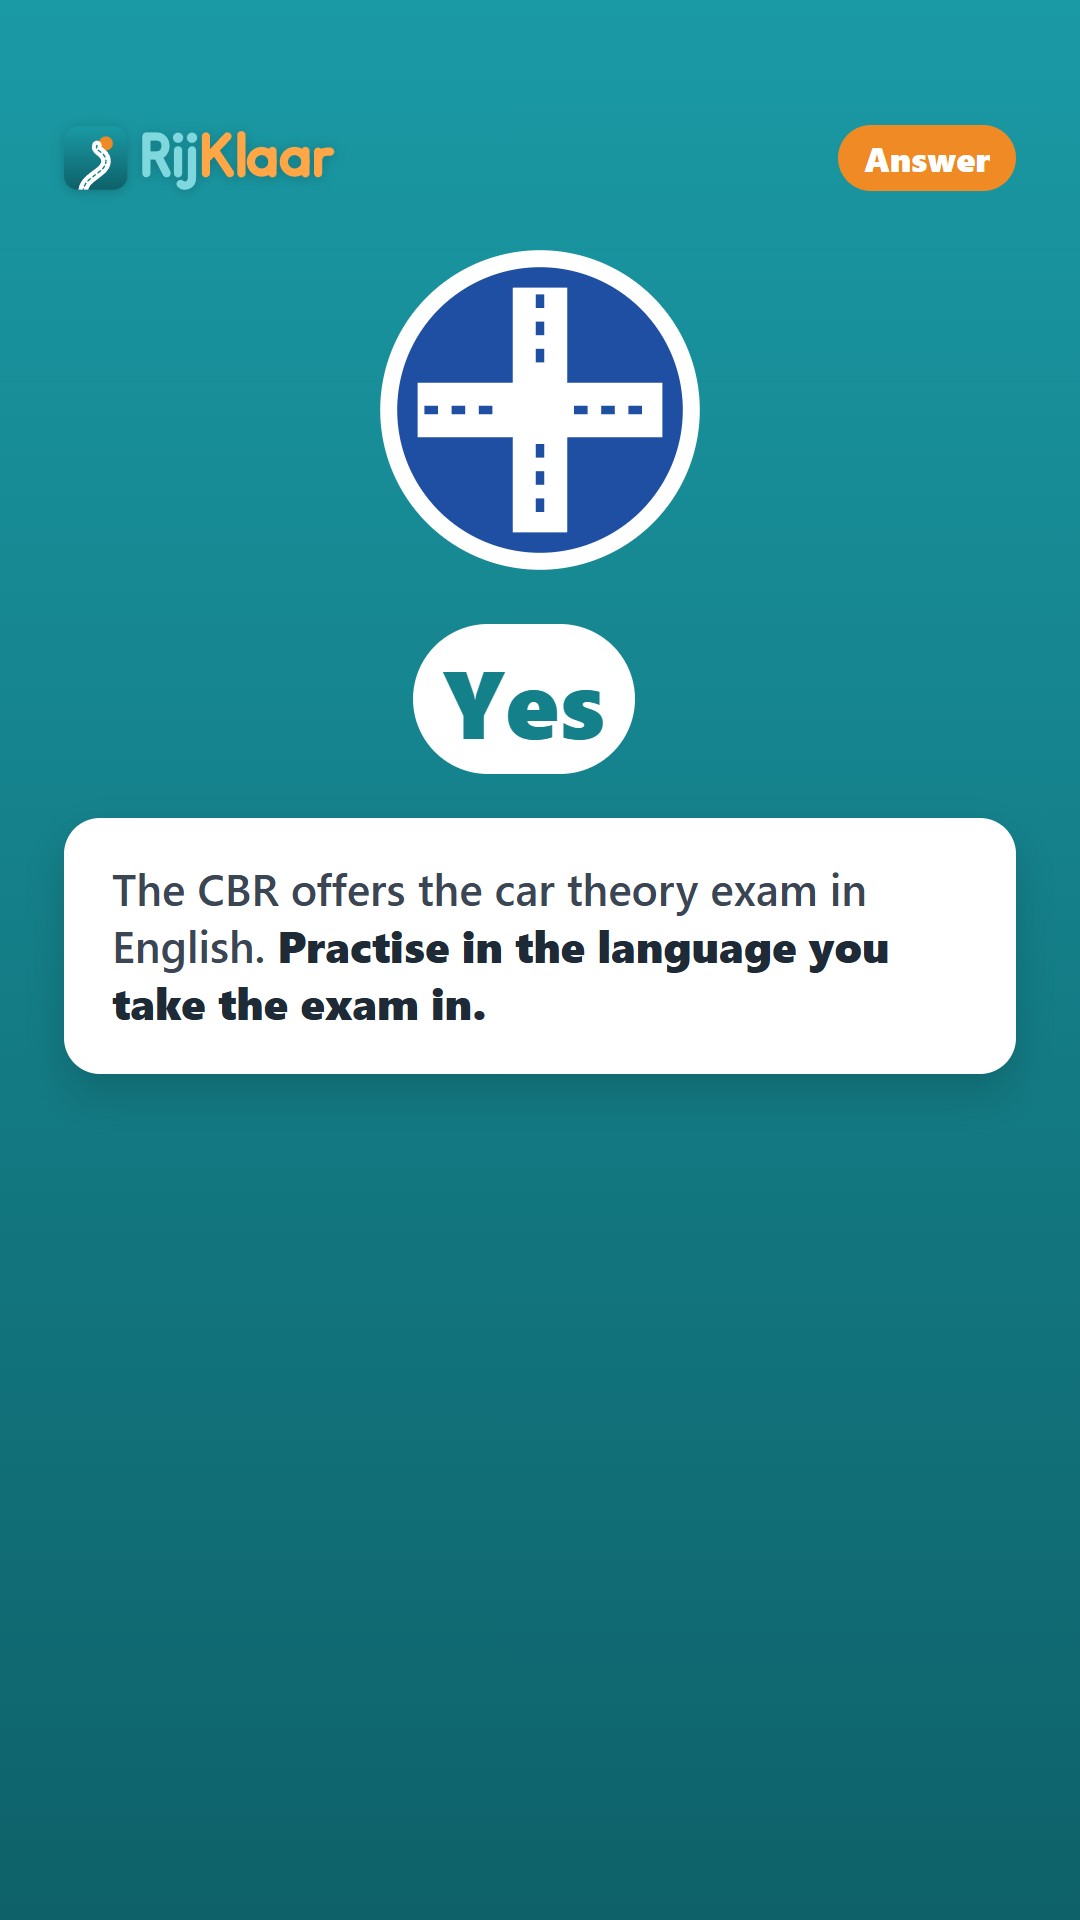 RijKlaar
Answer
Yes
The CBR offers the car theory exam in
English. Practise in the language you
take the exam in.